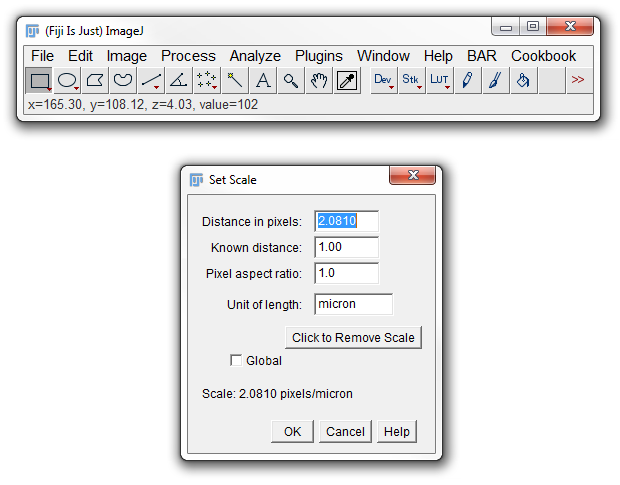 (Fiji Is Just) ImageJ
File Edit Image Process Analyze Plugins Window Help BAR Cookbook
A Dev Stk LUT >>
x=165.30, y=108.12, z=4.03, value=102
Set Scale
Distance in pixels: 2.0810
Known distance: 1.00
Pixel aspect ratio: 1.0
Unit of length: micron
Click to Remove Scale
Global
Scale: 2.0810 pixels/micron
OK Cancel Help